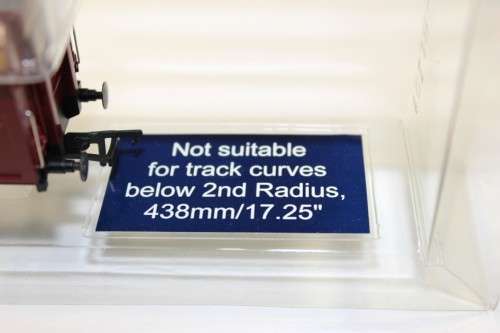 Not suitable
for track curves
below 2nd Radius,
438mm/17.25"